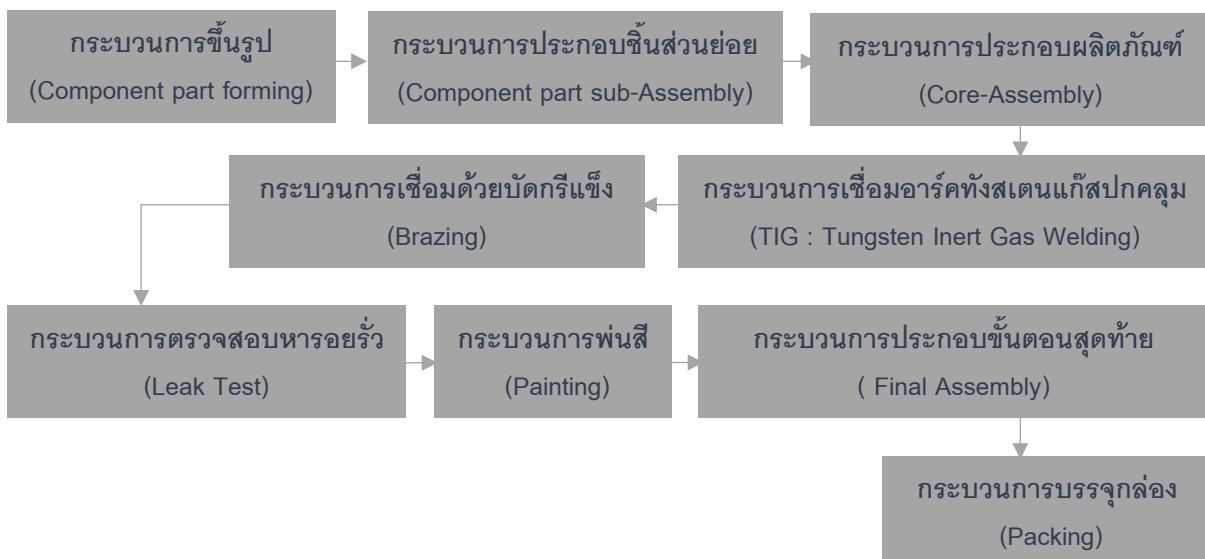 กระบวนการขึ้นรูป
(Component part forming)
กระบวนการประกอบชิ้นส่วนย่อย
(Component part sub-Assembly)
กระบวนการประกอบผลิตภัณฑ์
(Core-Assembly)
กระบวนการเชื่อมอาร์คทังสเตนแก๊สปกคลุม
(TIG : Tungsten Inert Gas Welding)
กระบวนการเชื่อมด้วยบัดกรีแข็ง
(Brazing)
กระบวนการตรวจสอบหารอยรั่ว
(Leak Test)
กระบวนการพ่นสี
(Painting)
กระบวนการประกอบขั้นตอนสุดท้าย
( Final Assembly)
กระบวนการบรรจุกล่อง
(Packing)